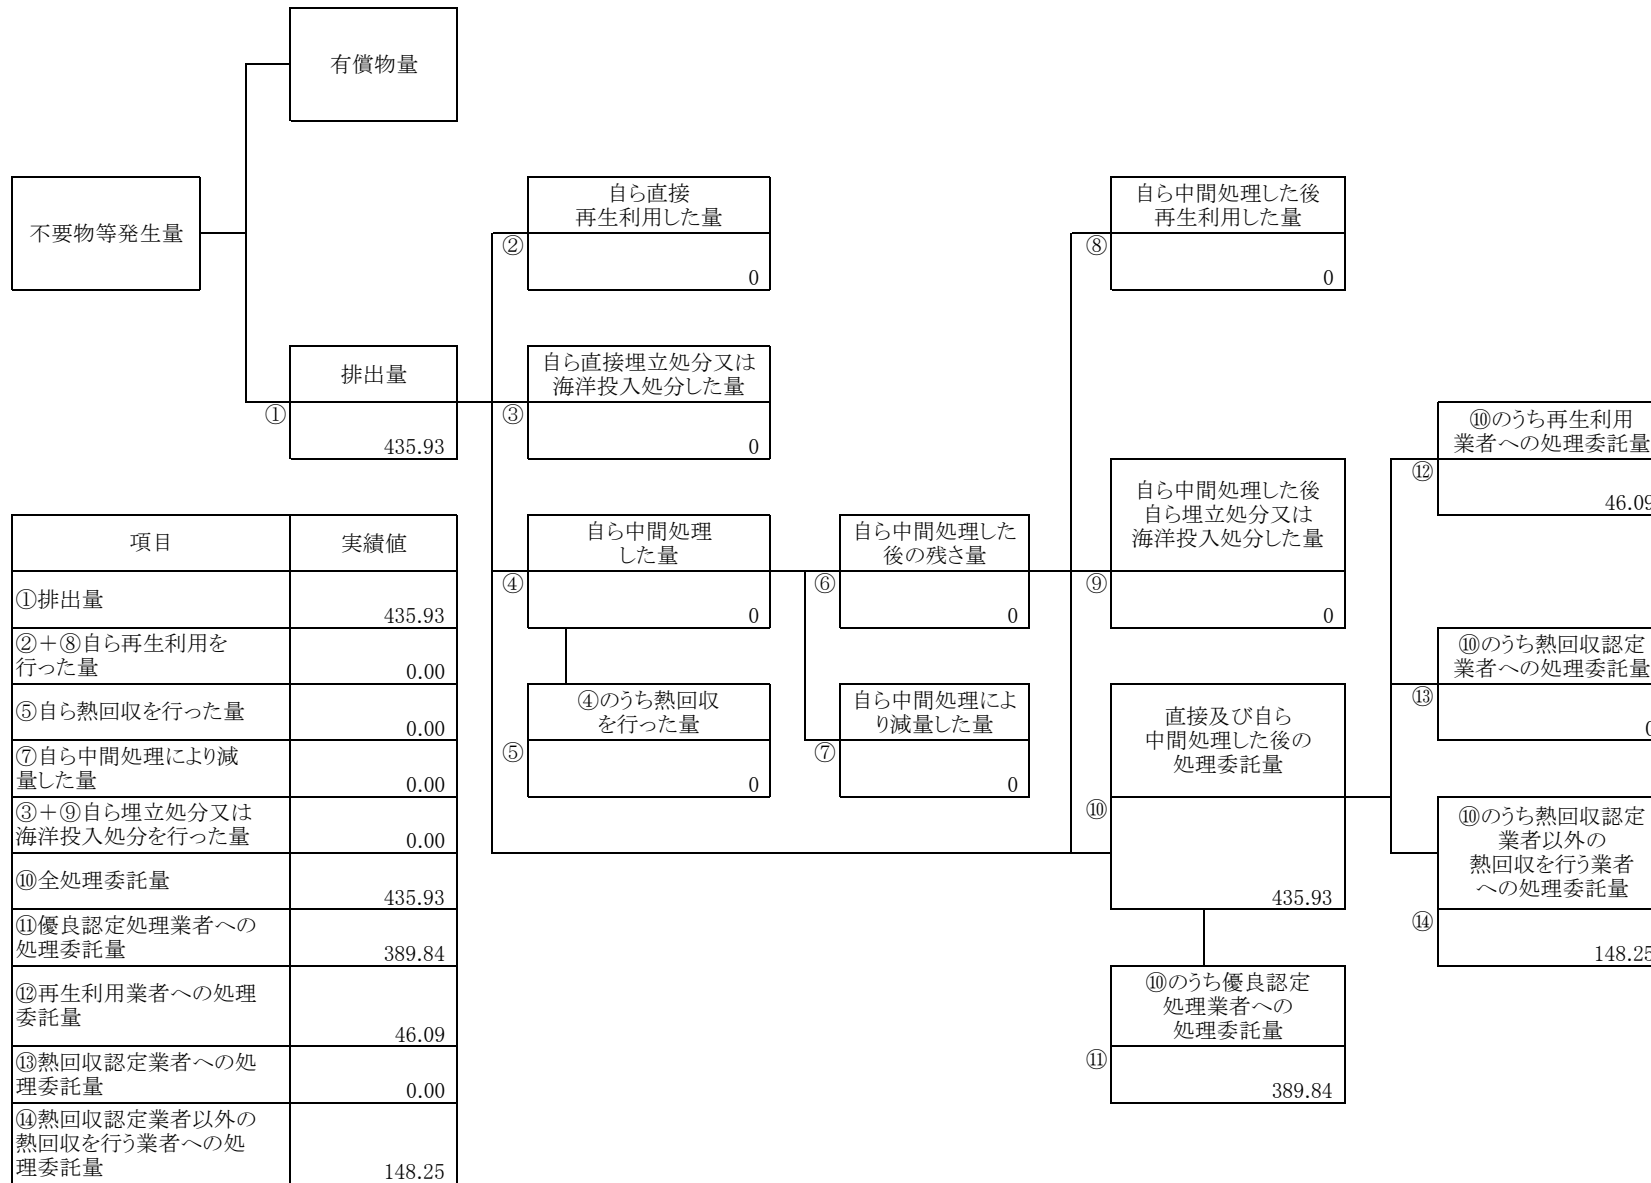 有償物量
不要物等発生量
自ら直接
再生利用した量
②
0
自ら中間処理した後
再生利用した量
⑧
0
排出量
①
435.93
自ら直接埋立処分又は
海洋投入処分した量
③
0
⑩のうち再生利用
業者への処理委託量
⑫
46.09
自ら中間処理
した量
④
0
自ら中間処理した
後の残さ量
⑥
0
自ら中間処理した後
自ら埋立処分又は
海洋投入処分した量
⑨
0
⑩のうち熱回収認定
業者への処理委託量
⑬
0
④のうち熱回収
を行った量
⑤
0
自ら中間処理によ
り減量した量
⑦
0
直接及び自ら
中間処理した後の
処理委託量
⑩
435.93
⑩のうち熱回収認定
業者以外の
熱回収を行う業者
への処理委託量
⑭
148.25
⑩のうち優良認定
処理業者への
処理委託量
⑪
389.84
項目 実績値
①排出量
435.93
②＋⑧自ら再生利用を
行った量 0.00
⑤自ら熱回収を行った量
0.00
⑦自ら中間処理により減
量した量 0.00
③＋⑨自ら埋立処分又は
海洋投入処分を行った量 0.00
⑩全処理委託量
435.93
⑪優良認定処理業者への
処理委託量 389.84
⑫再生利用業者への処理
委託量
46.09
⑬熱回収認定業者への処
理委託量 0.00
⑭熱回収認定業者以外の
熱回収を行う業者への処
理委託量 148.25